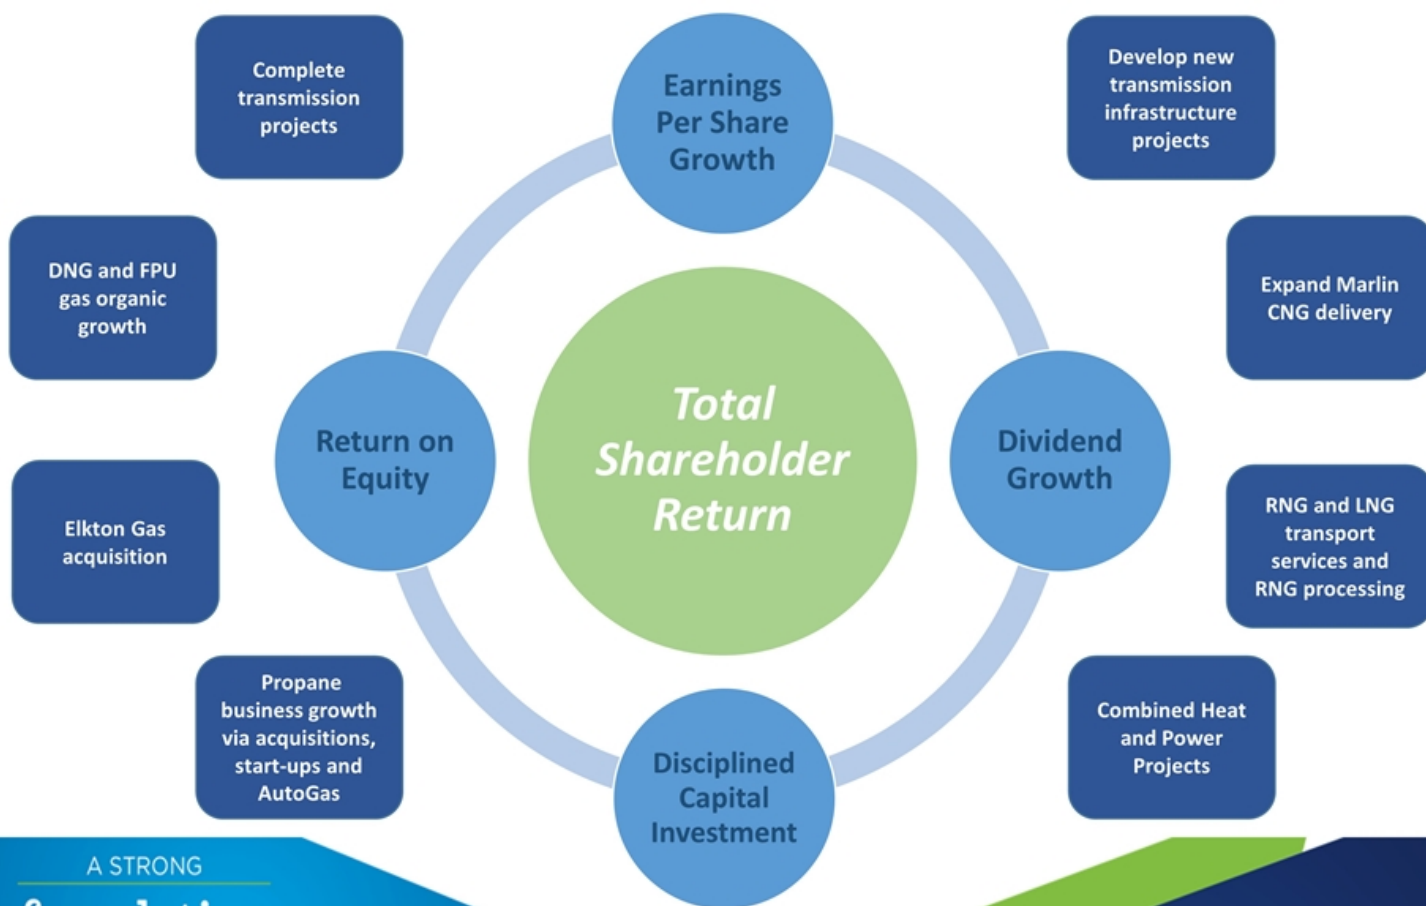 Complete
transmission
projects
Earnings
Per Share
Growth
Develop new
transmission
infrastructure
projects
DNG and FPU
gas organic
growth
Expand Marlin
CNG delivery
Return on
Equity
Total
Shareholder
Return
Dividend
Growth
Elkton Gas
acquisition
RNG and LNG
transport
services and
RNG processing
Propane
business growth
via acquisitions,
start-ups and
AutoGas
Disciplined
Capital
Investment
Combined Heat
and Power
Projects
A STRONG